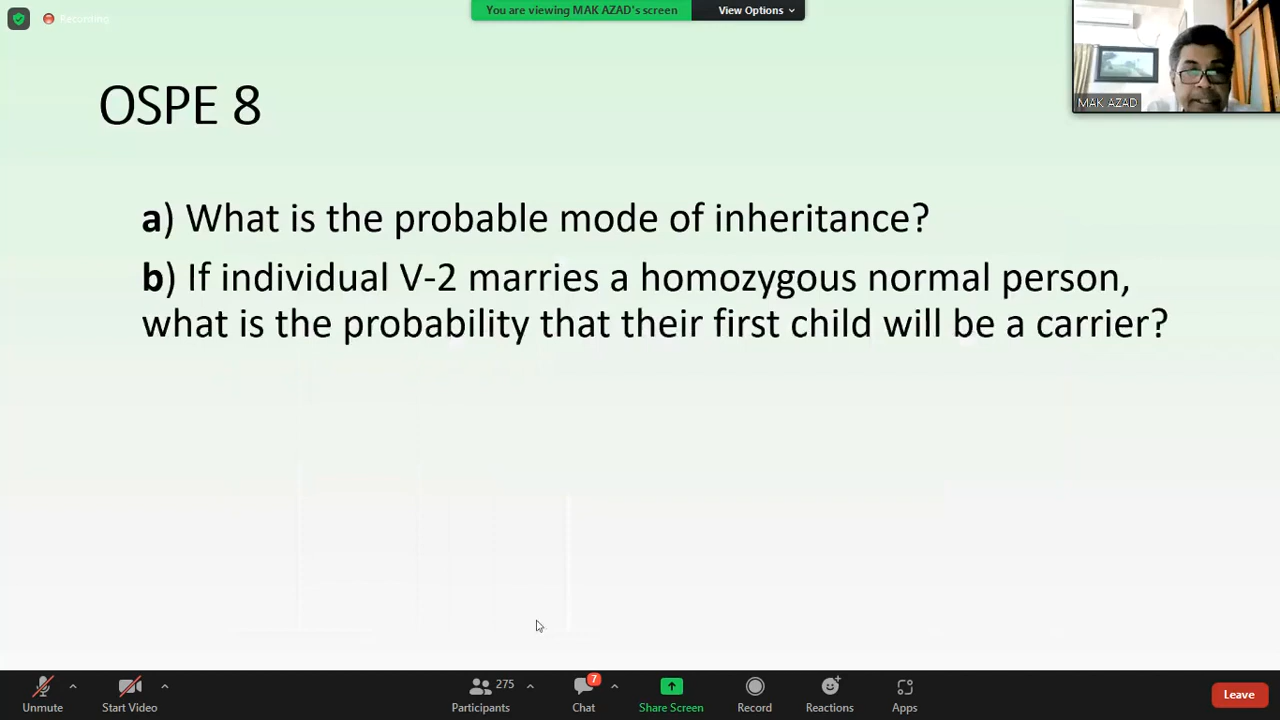 Recording
You are viewing MAK AZAD's screen
View Options
MAK AZAD
OSPE 8
a) What is the probable mode of inheritance?
b) If individual V-2 marries a homozygous normal person,
what is the probability that their first child will be a carrier?
Unmute
Start Video
275
Participants
7
Chat
Share Screen
Record
Reactions
Apps
Leave